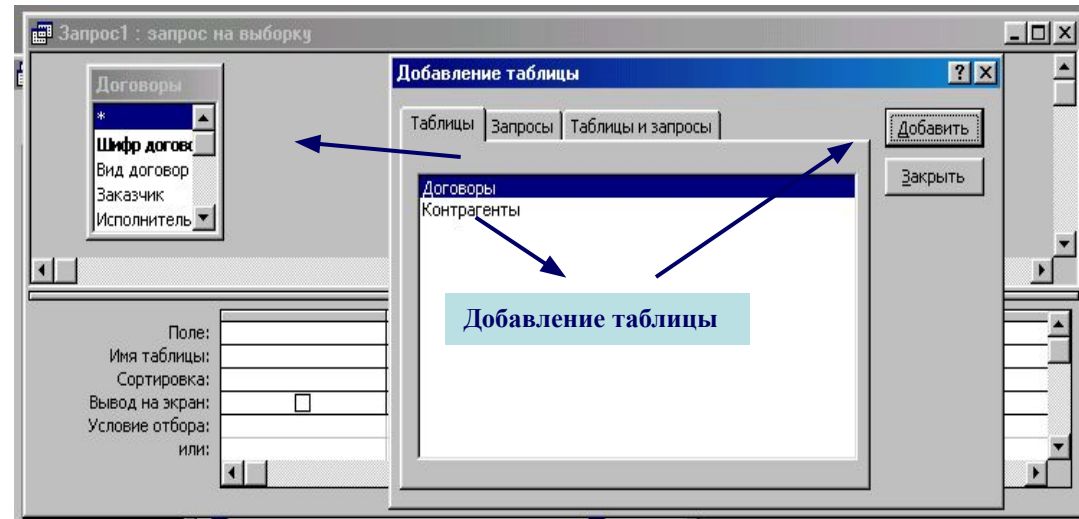 Запрос1 : запрос на выборку
Договоры
*
Шифр догово
Вид договор
Заказчик
Исполнитель
Добавление таблицы
Таблицы
Запросы
Таблицы и запросы
Договоры
Контрагенты
Добавить
Закрыть
Добавление таблицы
Поле:
Имя таблицы:
Сортировка:
Вывод на экран:
Условие отбора:
или: